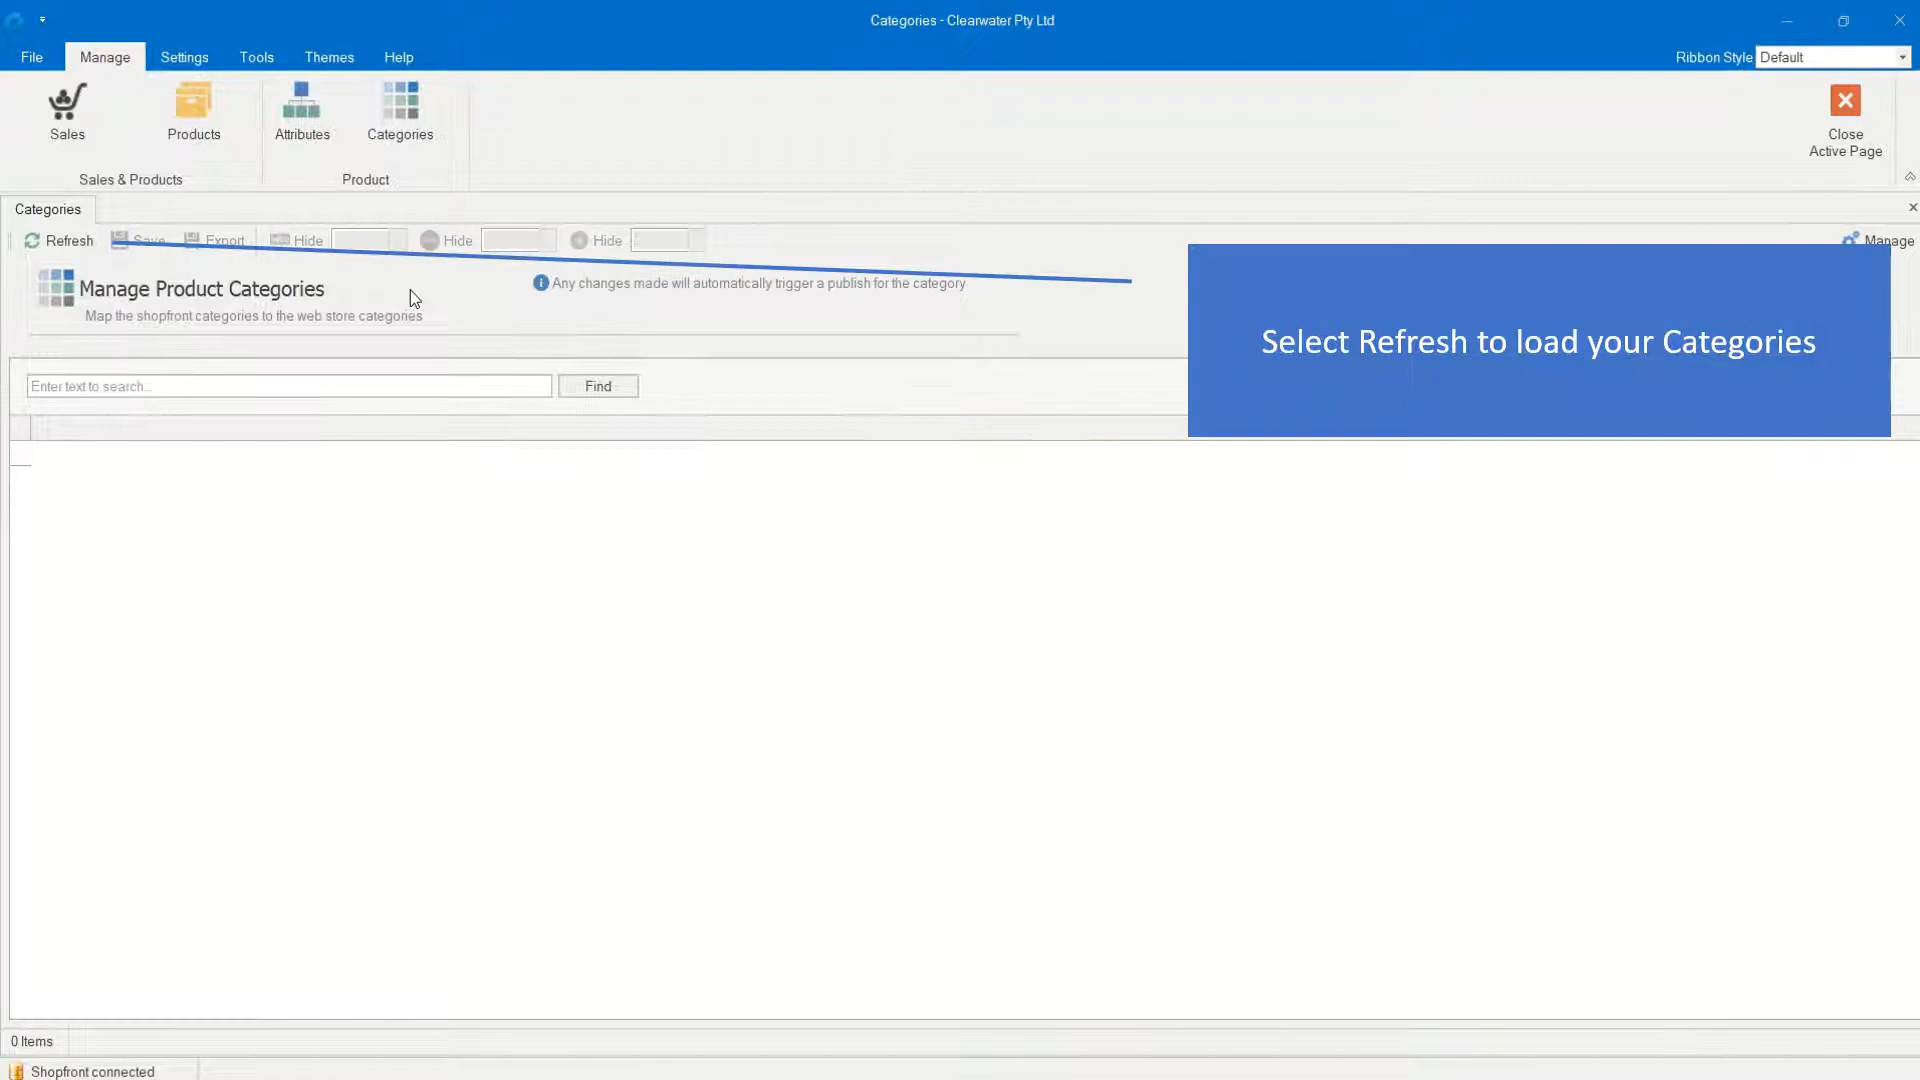 Categories - Clearwater Pty Ltd
File Manage Settings Tools Themes Help Ribbon Style Default
Sales Products Attributes Categories Close
Active Page
Sales & Products Product
Categories
Refresh Save Export Hide Hide Hide Manage
Manage Product Categories Any changes made will automatically trigger a publish for the category
Map the shopfront categories to the web store categories
Select Refresh to load your Categories
Enter text to search... Find
0 Items
Shopfront connected